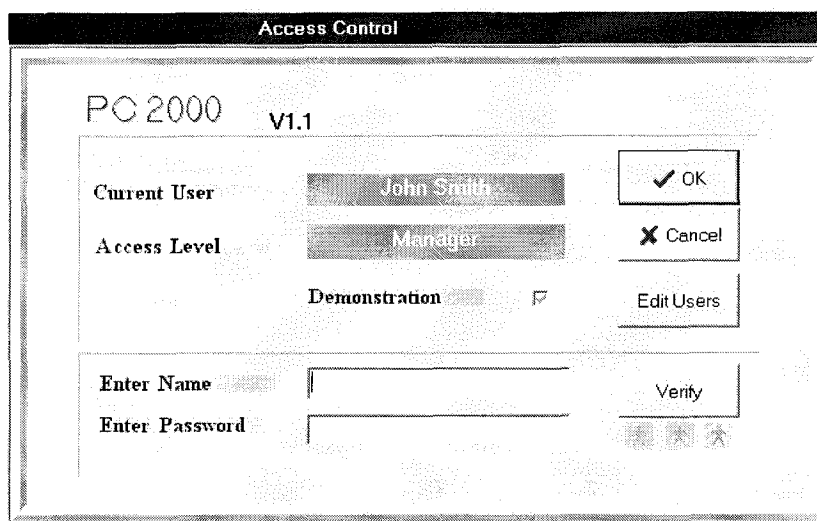 Access Control
PC 2000 V1.1
Current User John Smith
OK
Access Level Manager
Cancel
Demonstration
Edit Users
Enter Name
Verify
Enter Password